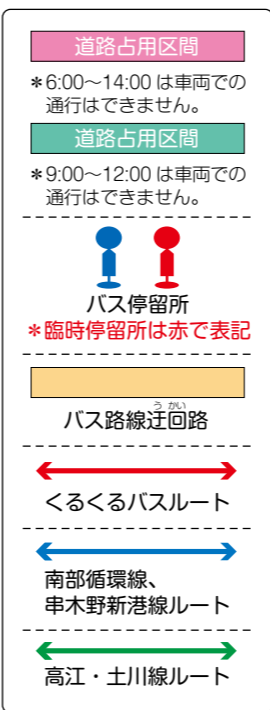 道路占用区間
＊6:00～14:00 は車両での
通行はできません。
道路占用区間
＊9:00～12:00 は車両での
通行はできません。
バス停留所
＊臨時停留所は赤で表記
うかい
バス路線迂回路
くるくるバスルート
南部循環線、
串木野新港線ルート
高江・土川線ルート